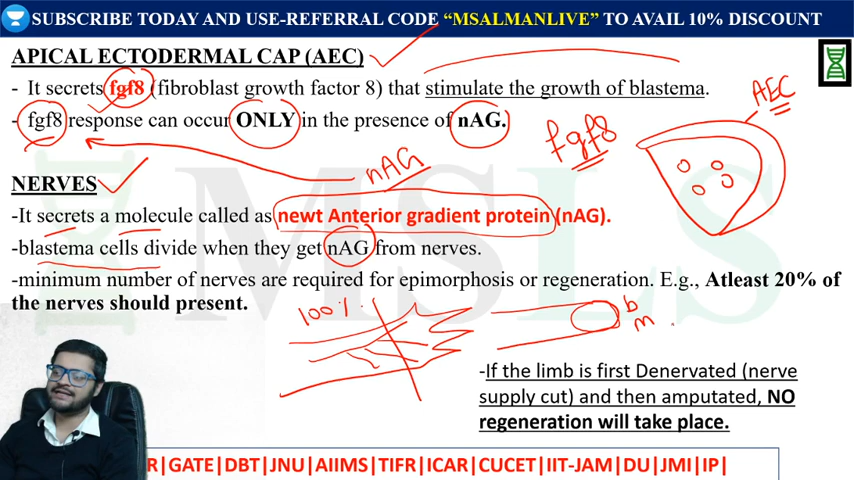 SUBSCRIBE TODAY AND USE-REFERRAL CODE “MSALMANLIVE” TO AVAIL 10% DISCOUNT
APICAL ECTODERMAL CAP (AEC)
- It secrets fgf8 (fibroblast growth factor 8) that stimulate the growth of blastema.
- fgf8 response can occur ONLY in the presence of nAG.
AEC
fgf8
nAG
NERVES
-It secrets a molecule called as newt Anterior gradient protein (nAG).
-blastema cells divide when they get nAG from nerves.
-minimum number of nerves are required for epimorphosis or regeneration. E.g., Atleast 20% of
the nerves should present.
100%
b
m
-If the limb is first Denervated (nerve
supply cut) and then amputated, NO
regeneration will take place.
R|GATE|DBT|JNU|AIIMS|TIFR|ICAR|CUCET|IIT-JAM|DU|JMI|IP|
MSLS